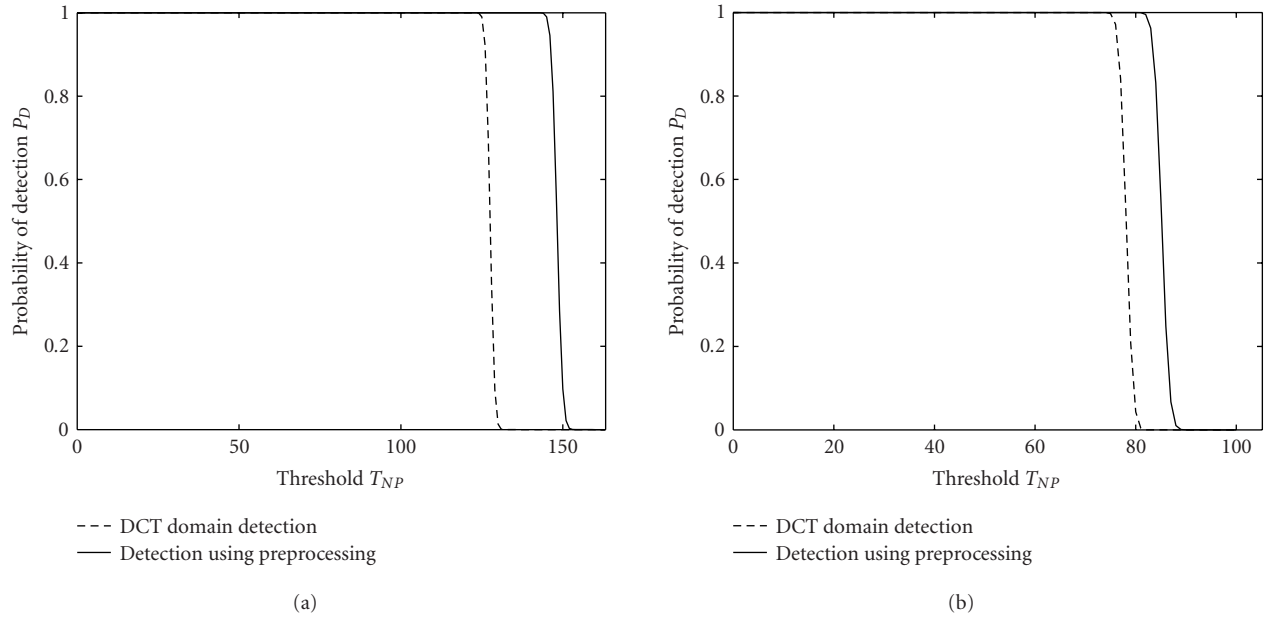 1
0.8
0.6
0.4
0.2
0
Probability of detection P_D
0 50 100 150
Threshold T_NP
DCT domain detection
Detection using preprocessing
(a)
1
0.8
0.6
0.4
0.2
0
Probability of detection P_D
0 20 40 60 80 100
Threshold T_NP
DCT domain detection
Detection using preprocessing
(b)